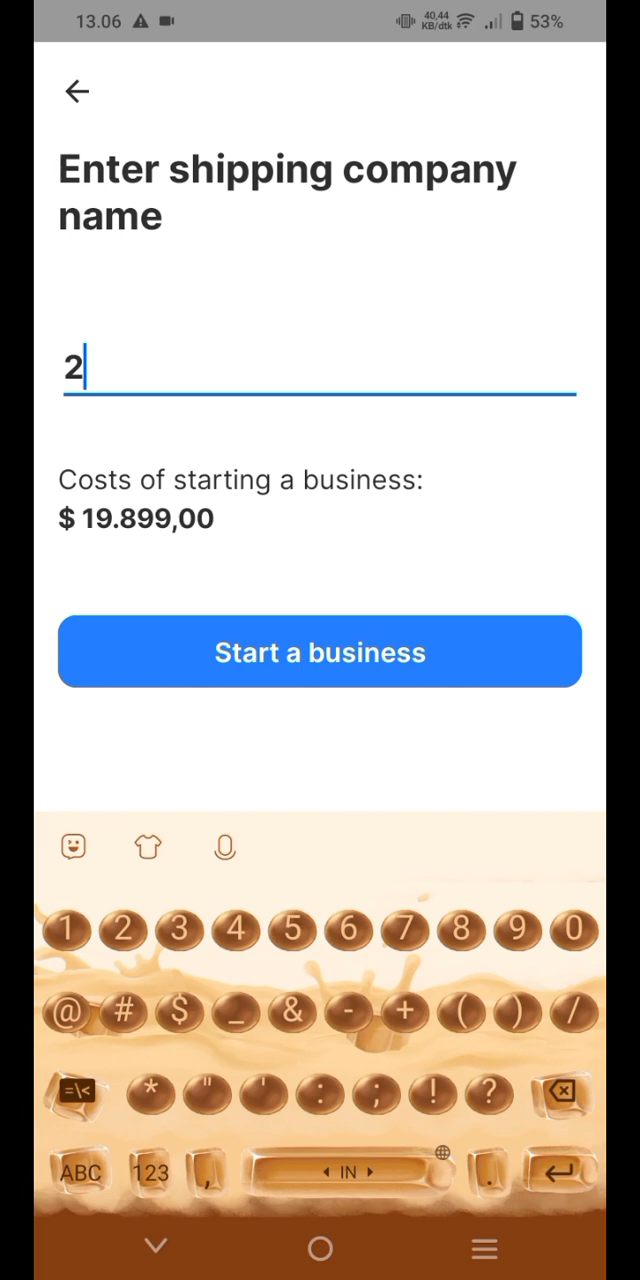 13.06
40,44
KB/dtk
53%
Enter shipping company
name
2
Costs of starting a business:
$ 19.899,00
Start a business
1 2 3 4 5 6 7 8 9 0
@ # $ _ & - + ( ) /
=\< * " ' : ; ! ?
ABC 123 , IN .